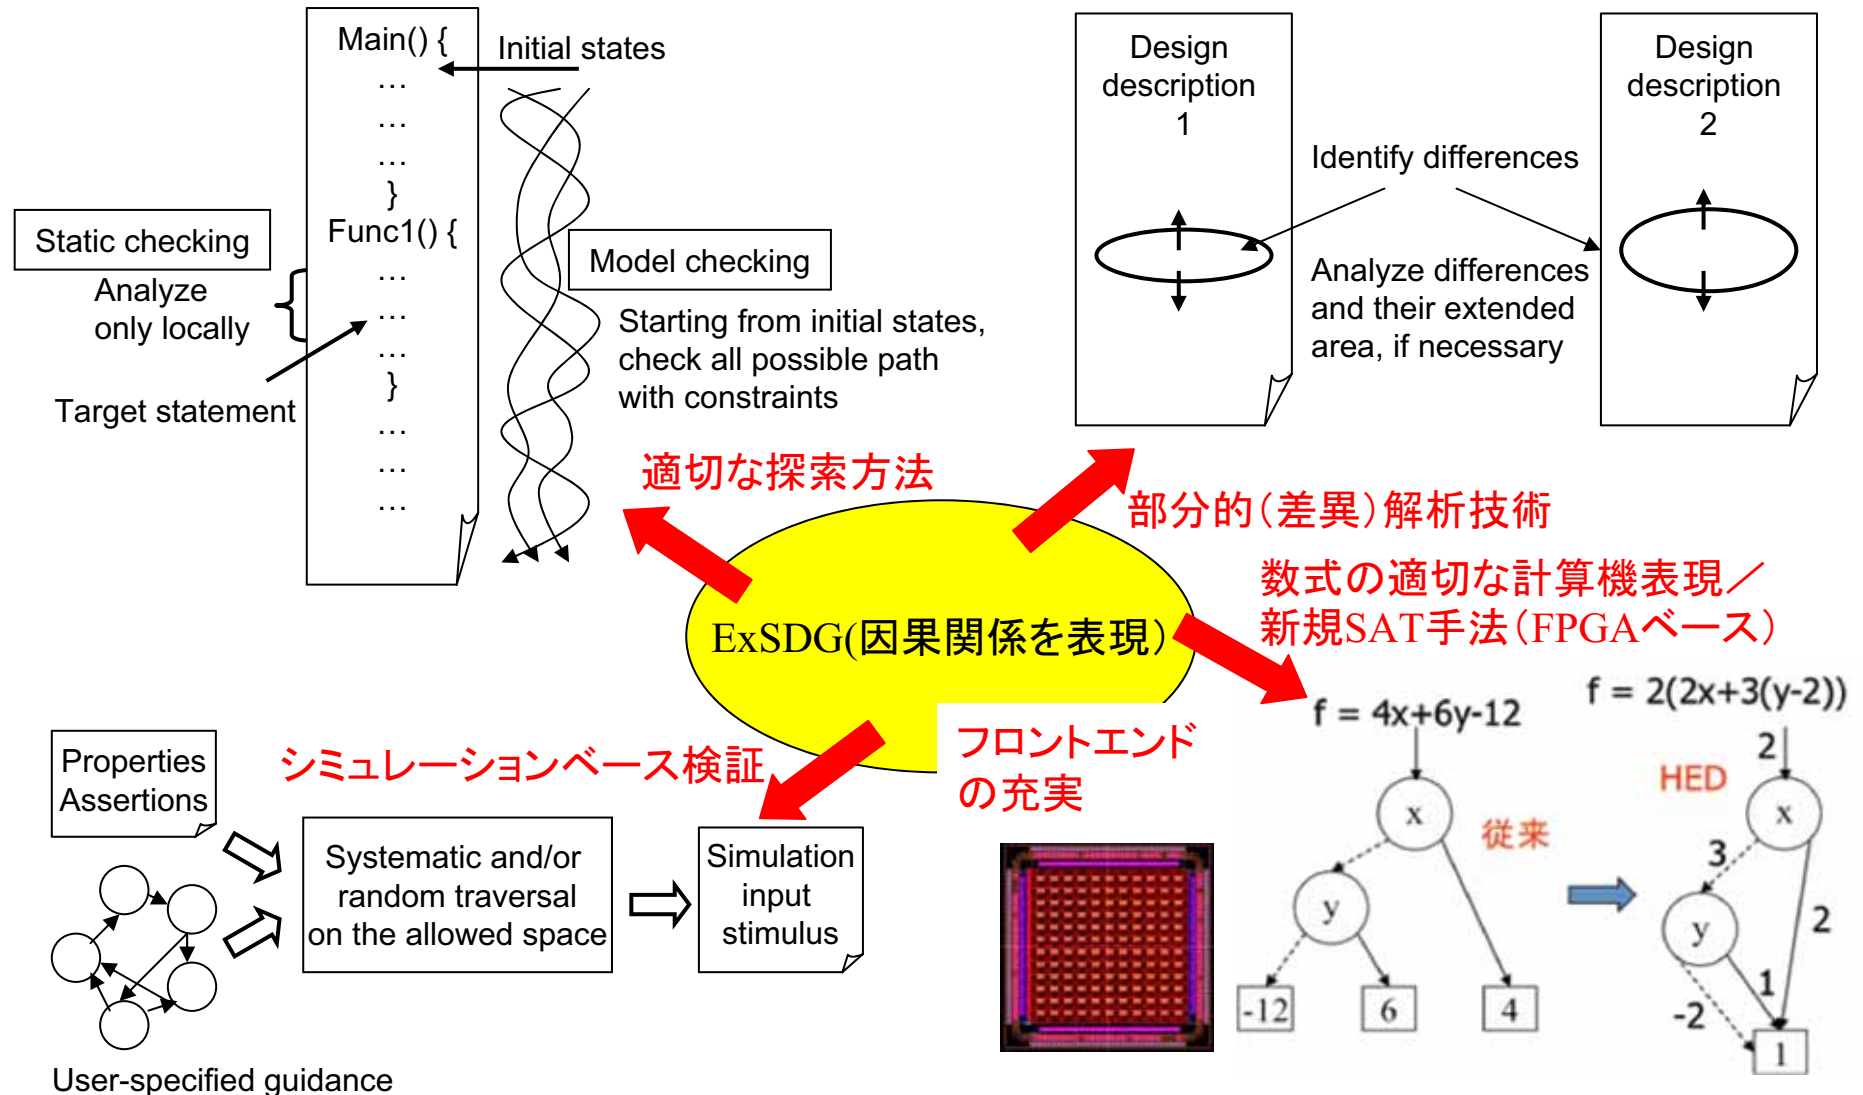 Main() {
…
…
…
}
Func1() {
…
…
…
}
…
…
…
Initial states
Static checking
Analyze
only locally
Target statement
Model checking
Starting from initial states,
check all possible path
with constraints
Design
description
1
Design
description
2
Identify differences
Analyze differences
and their extended
area, if necessary
適切な探索方法
部分的（差異）解析技術
数式の適切な計算機表現／
新規SAT手法（FPGAベース）
ExSDG(因果関係を表現）
シミュレーションベース検証
フロントエンド
の充実
Properties
Assertions
User-specified guidance
Systematic and/or
random traversal
on the allowed space
Simulation
input
stimulus
f = 4x+6y-12
x
y
-12
6
4
従来
f = 2(2x+3(y-2))
2
HED
x
3
y
2
1
-2
1